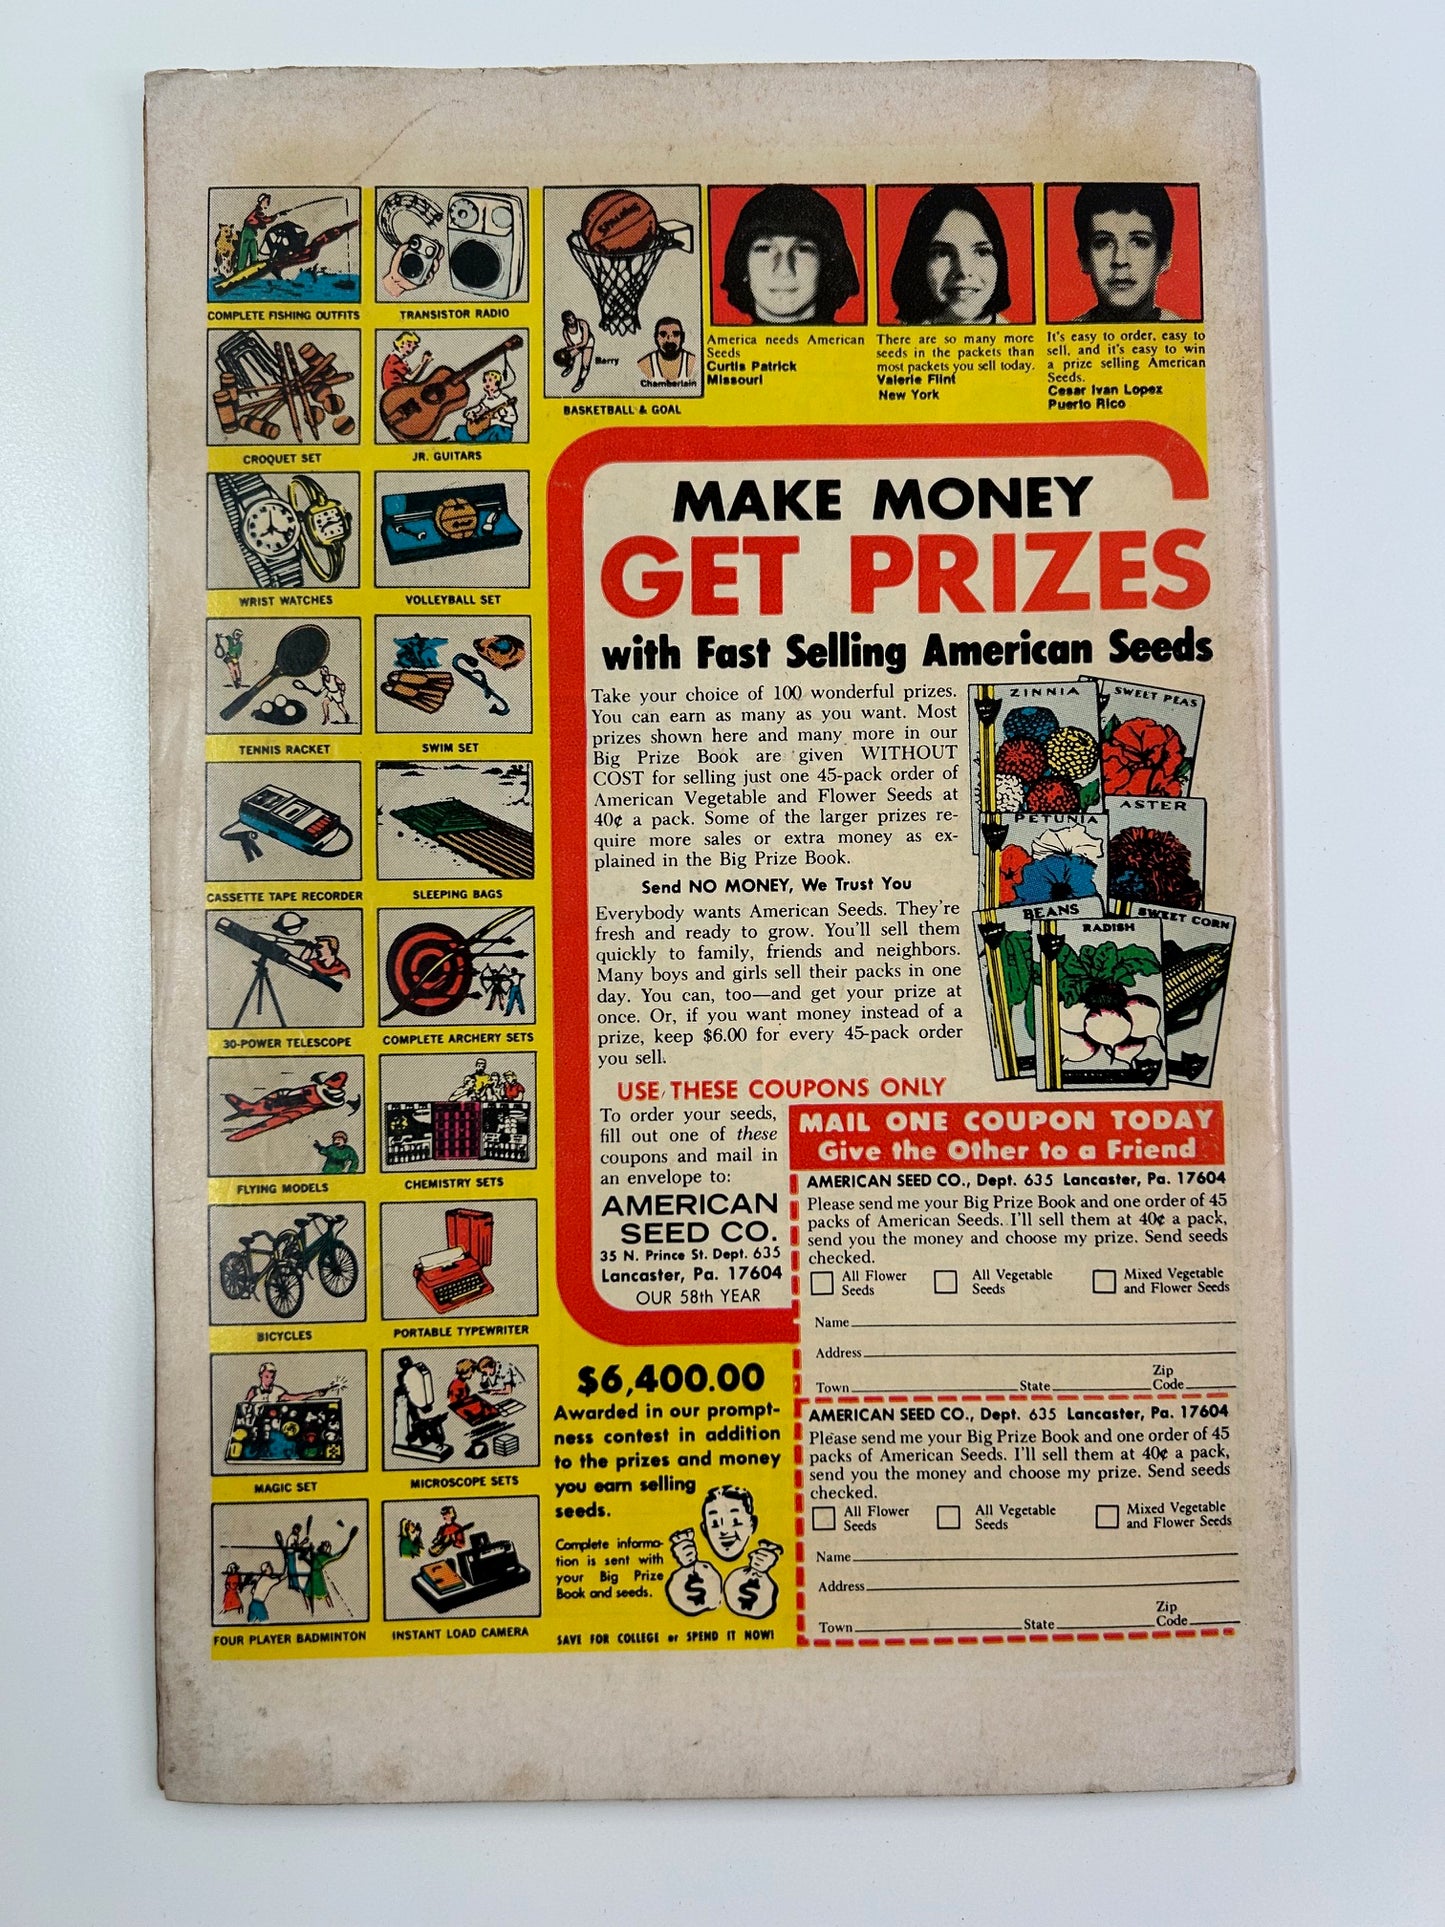 COMPLETE FISHING OUTFITS
TRANSISTOR RADIO
CROQUET SET
JR. GUITARS
WRIST WATCHES
VOLLEYBALL SET
TENNIS RACKET
SWIM SET
CASSETTE TAPE RECORDER
SLEEPING BAGS
30-POWER TELESCOPE
COMPLETE ARCHERY SETS
FLYING MODELS
CHEMISTRY SETS
BICYCLES
PORTABLE TYPEWRITER
MAGIC SET
MICROSCOPE SETS
FOUR PLAYER BADMINTON
INSTANT LOAD CAMERA
SPALDING
Barry
Chamberlain
BASKETBALL & GOAL
America needs American
Seeds
Curtis Patrick
Missouri
There are so many more
seeds in the packets than
most packets you sell today.
Valerie Flint
New York
It's easy to order, easy to
sell, and it's easy to win
a prize selling American
Seeds.
Cesar Ivan Lopez
Puerto Rico
MAKE MONEY
GET PRIZES
with Fast Selling American Seeds
Take your choice of 100 wonderful prizes.
You can earn as many as you want. Most
prizes shown here and many more in our
Big Prize Book are given WITHOUT
COST for selling just one 45-pack order of
American Vegetable and Flower Seeds at
40¢ a pack. Some of the larger prizes re-
quire more sales or extra money as ex-
plained in the Big Prize Book.
Send NO MONEY, We Trust You
Everybody wants American Seeds. They're
fresh and ready to grow. You'll sell them
quickly to family, friends and neighbors.
Many boys and girls sell their packs in one
day. You can, too—and get your prize at
once. Or, if you want money instead of a
prize, keep $6.00 for every 45-pack order
you sell.
ZINNIA
SWEET PEAS
PETUNIA
ASTER
BEANS
RADISH
SWEET CORN
USE THESE COUPONS ONLY
To order your seeds,
fill out one of these
coupons and mail in
an envelope to:
AMERICAN
SEED CO.
35 N. Prince St. Dept. 635
Lancaster, Pa. 17604
OUR 58th YEAR
MAIL ONE COUPON TODAY
Give the Other to a Friend
AMERICAN SEED CO., Dept. 635 Lancaster, Pa. 17604
Please send me your Big Prize Book and one order of 45
packs of American Seeds. I'll sell them at 40¢ a pack,
send you the money and choose my prize. Send seeds
checked.
All Flower Seeds
All Vegetable Seeds
Mixed Vegetable and Flower Seeds
Name
Address
Town State Zip Code
AMERICAN SEED CO., Dept. 635 Lancaster, Pa. 17604
Please send me your Big Prize Book and one order of 45
packs of American Seeds. I'll sell them at 40¢ a pack,
send you the money and choose my prize. Send seeds
checked.
All Flower Seeds
All Vegetable Seeds
Mixed Vegetable and Flower Seeds
Name
Address
Town State Zip Code
$6,400.00
Awarded in our prompt-
ness contest in addition
to the prizes and money
you earn selling
seeds.
Complete informa-
tion is sent with
your Big Prize
Book and seeds.
$ $
SAVE FOR COLLEGE or SPEND IT NOW!